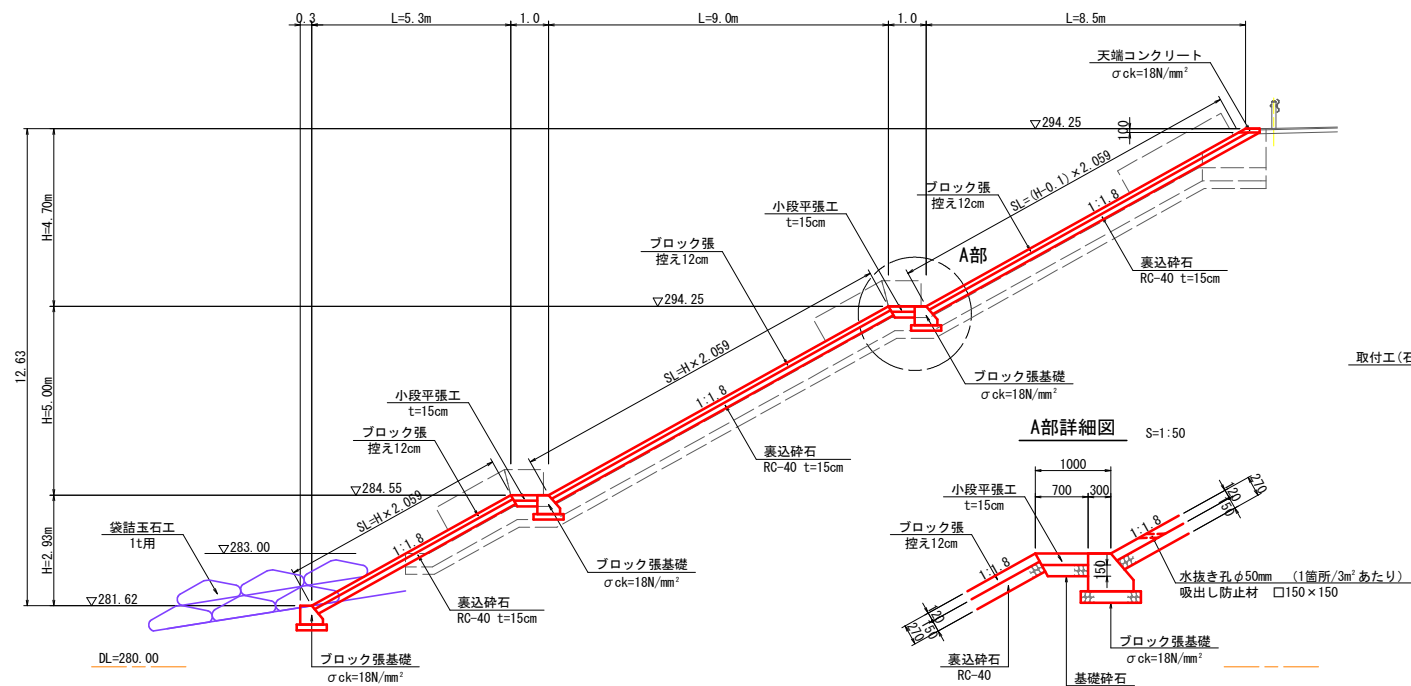 0.3
L=5.3m
1.0
L=9.0m
1.0
L=8.5m
天端コンクリート
σck=18N/mm²
▽294.25
100
SL=(H-0.1)×2.059
ブロック張
控え12cm
1:1.8
小段平張工
t=15cm
A部
裏込砕石
RC-40 t=15cm
H=4.70m
ブロック張
控え12cm
▽294.25
12.63
SL=H×2.059
取付工(石
ブロック張基礎
σck=18N/mm²
小段平張工
t=15cm
1:1.8
H=5.00m
ブロック張
控え12cm
裏込砕石
RC-40 t=15cm
▽284.55
SL=H×2.059
袋詰玉石工
1t用
▽283.00
1:1.8
H=2.93m
ブロック張基礎
σck=18N/mm²
▽281.62
裏込砕石
RC-40 t=15cm
DL=280.00
ブロック張基礎
σck=18N/mm²
A部詳細図 S=1:50
1000
700
300
小段平張工
t=15cm
270
120
150
1:1.8
ブロック張
控え12cm
1:1.8
150
水抜き孔φ50mm (1箇所/3m²あたり)
吸出し防止材 □150×150
120
150
270
ブロック張基礎
σck=18N/mm²
裏込砕石
RC-40
基礎砕石